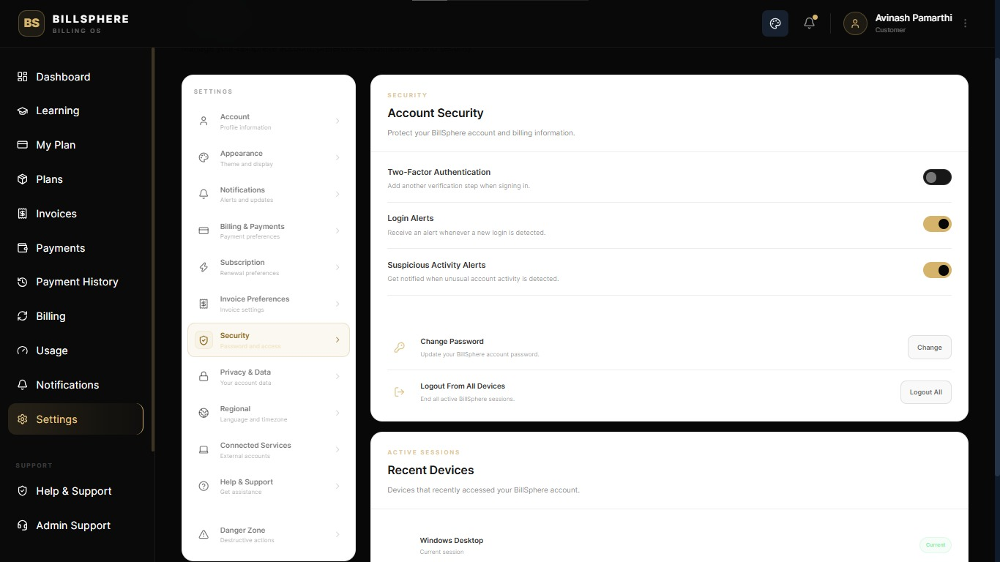 BS
BILLSPHERE
BILLING OS
Avinash Pamarthi
Customer
Dashboard
Learning
My Plan
Plans
Invoices
Payments
Payment History
Billing
Usage
Notifications
Settings
SUPPORT
Help & Support
Admin Support
SETTINGS
Account
Profile information
Appearance
Theme and display
Notifications
Alerts and updates
Billing & Payments
Payment preferences
Subscription
Renewal preferences
Invoice Preferences
Invoice settings
Security
Password and access
Privacy & Data
Your account data
Regional
Language and timezone
Connected Services
External accounts
Help & Support
Get assistance
Danger Zone
Destructive actions
SECURITY
Account Security
Protect your BillSphere account and billing information.
Two-Factor Authentication
Add another verification step when signing in.
Login Alerts
Receive an alert whenever a new login is detected.
Suspicious Activity Alerts
Get notified when unusual account activity is detected.
Change Password
Update your BillSphere account password.
Change
Logout From All Devices
End all active BillSphere sessions.
Logout All
ACTIVE SESSIONS
Recent Devices
Devices that recently accessed your BillSphere account.
Windows Desktop
Current session
Current